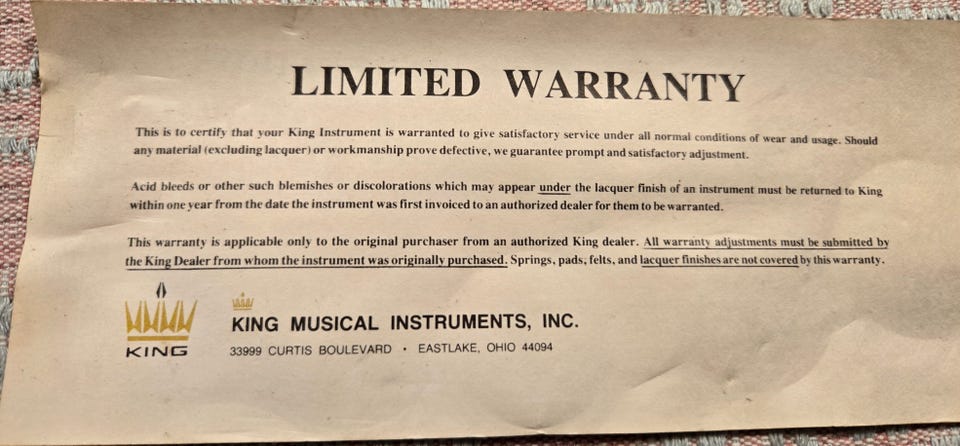 LIMITED WARRANTY
This is to certify that your King Instrument is warranted to give satisfactory service under all normal conditions of wear and usage. Should
any material (excluding lacquer) or workmanship prove defective, we guarantee prompt and satisfactory adjustment.
Acid bleeds or other such blemishes or discolorations which may appear under the lacquer finish of an instrument must be returned to King
within one year from the date the instrument was first invoiced to an authorized dealer for them to be warranted.
This warranty is applicable only to the original purchaser from an authorized King dealer. All warranty adjustments must be submitted by
the King Dealer from whom the instrument was originally purchased. Springs, pads, felts, and lacquer finishes are not covered by this warranty.
KING
KING MUSICAL INSTRUMENTS, INC.
33999 CURTIS BOULEVARD • EASTLAKE, OHIO 44094